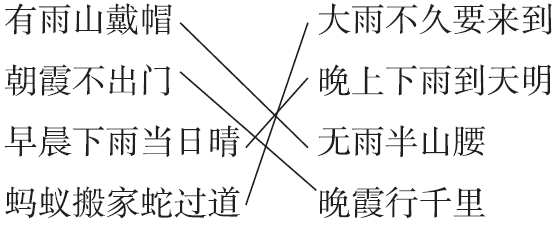 有雨山戴帽 大雨不久要来到
朝霞不出门 晚上下雨到天明
早晨下雨当日晴 无雨半山腰
蚂蚁搬家蛇过道 晚霞行千里